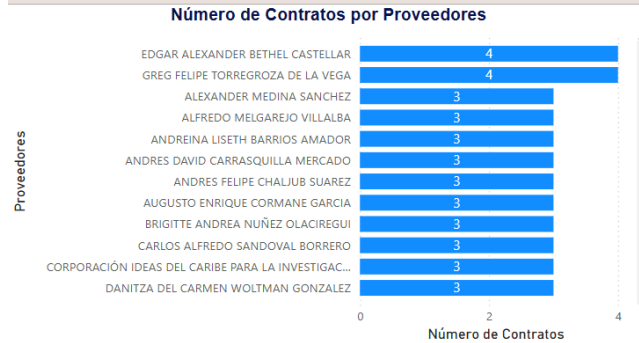 Número de Contratos por Proveedores
Proveedores
EDGAR ALEXANDER BETHEL CASTELLAR 4
GREG FELIPE TORREGROZA DE LA VEGA 4
ALEXANDER MEDINA SANCHEZ 3
ALFREDO MELGAREJO VILLALBA 3
ANDREINA LISETH BARRIOS AMADOR 3
ANDRES DAVID CARRASQUILLA MERCADO 3
ANDRES FELIPE CHALJUB SUAREZ 3
AUGUSTO ENRIQUE CORMANE GARCIA 3
BRIGITTE ANDREA NUÑEZ OLACIREGUI 3
CARLOS ALFREDO SANDOVAL BORRERO 3
CORPORACIÓN IDEAS DEL CARIBE PARA LA INVESTIGAC... 3
DANITZA DEL CARMEN WOLTMAN GONZALEZ 3
0 2 4
Número de Contratos